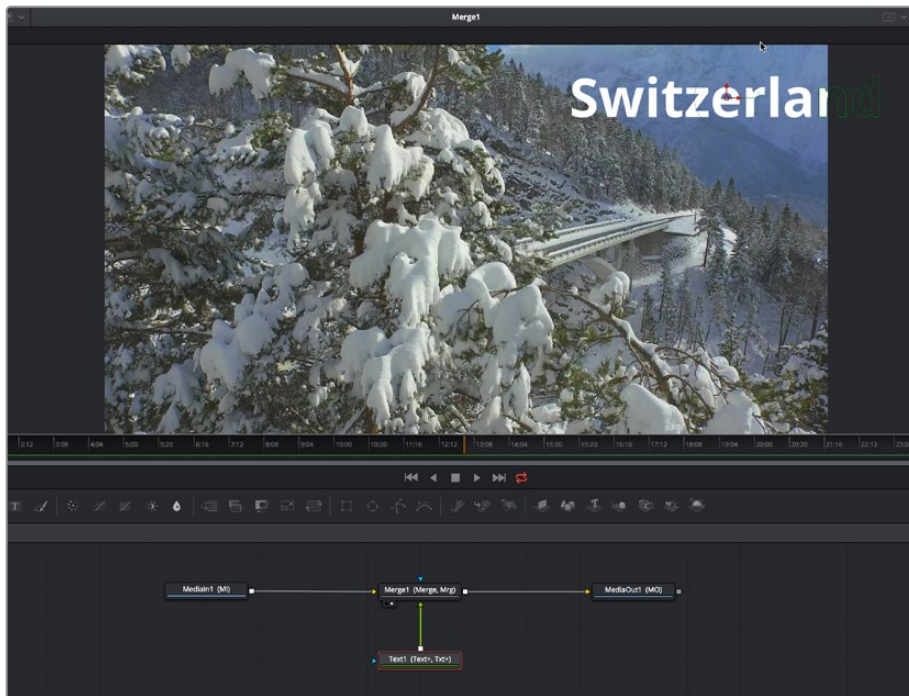 Merge1
Switzerland
2:12 3:08 4:04 5:00 5:20 6:16 7:12 8:08 9:04 10:00 10:20 11:16 12:12 13:08 14:04 15:00 15:20 16:16 17:12 18:08 19:04 20:00 20:20 21:16 22:12
T
MediaIn1 (MI)
Merge1 (Merge, Mrg)
MediaOut1 (MO)
Text1 (Text+, Txt+)